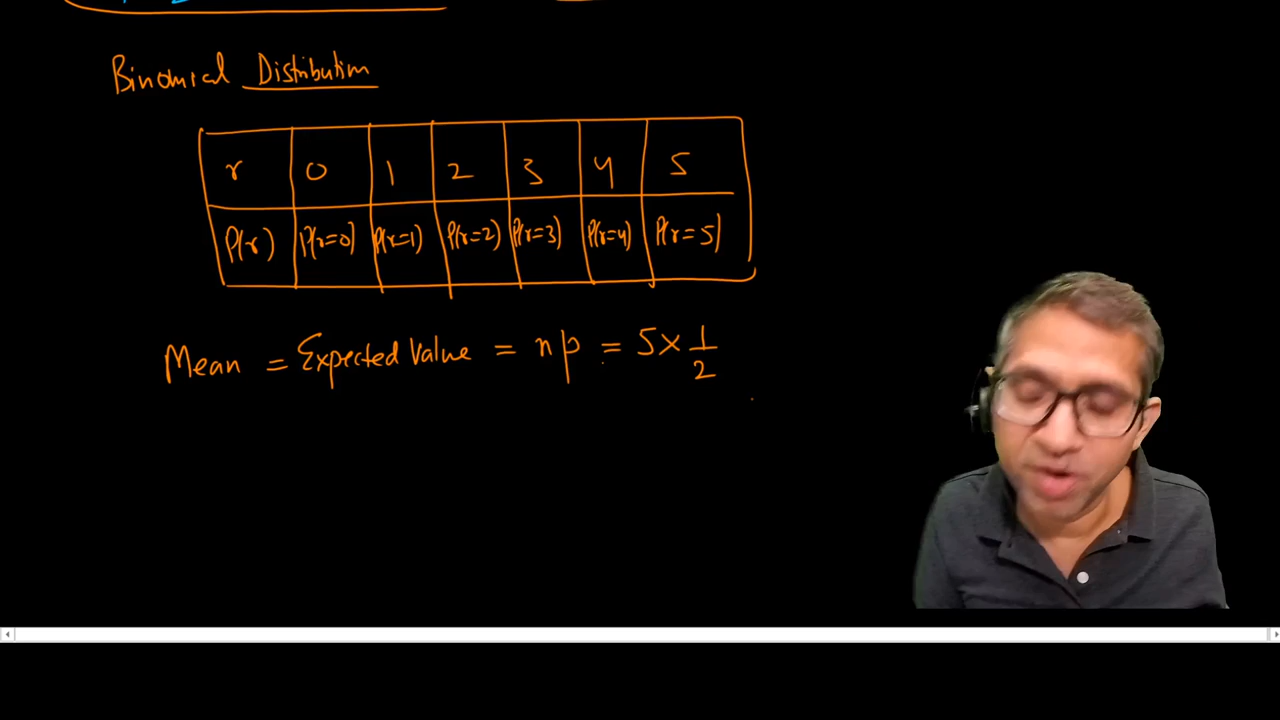 Binomial Distribution
r 0 1 2 3 4 5
P(r) P(r=0) P(r=1) P(r=2) P(r=3) P(r=4) P(r=5)
Mean = Expected Value = np = 5 × 1/2